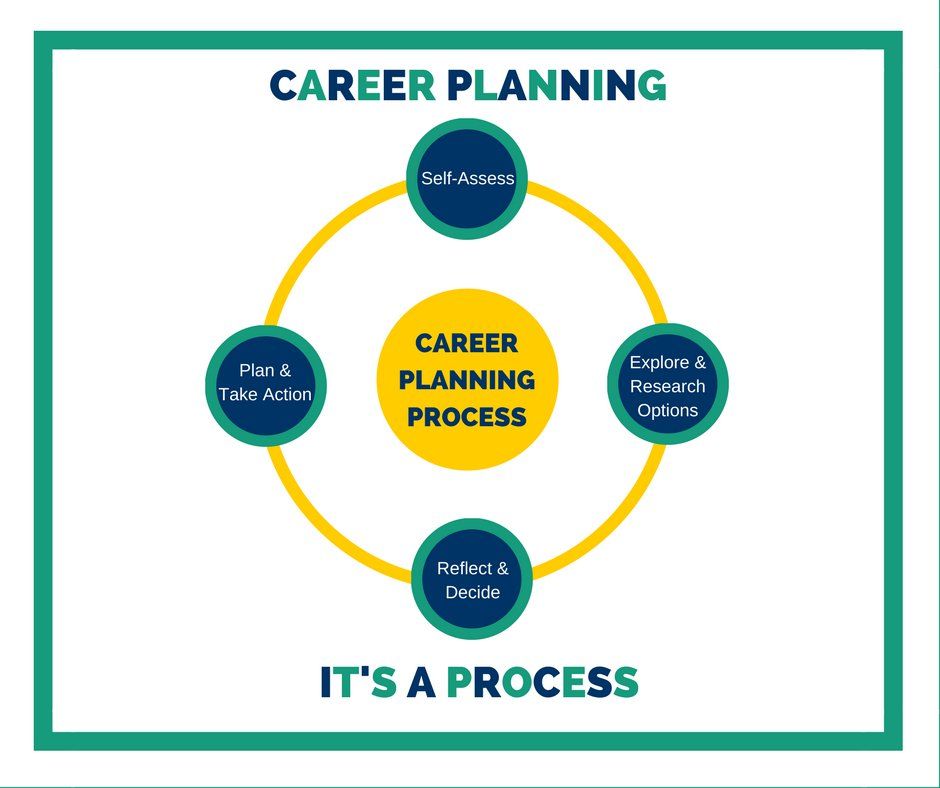 CAREER PLANNING
Self-Assess
Explore &
Research
Options
Reflect &
Decide
Plan &
Take Action
CAREER
PLANNING
PROCESS
IT'S A PROCESS